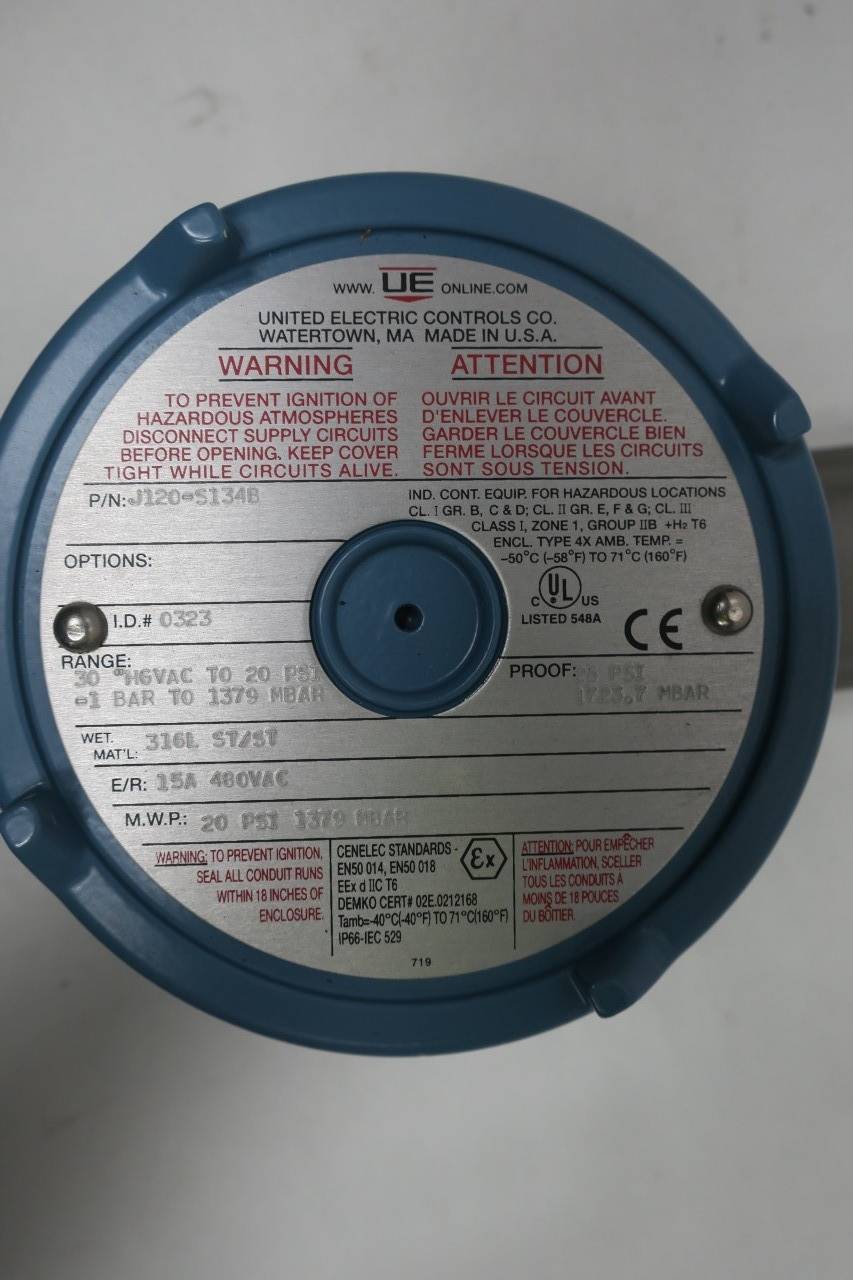 WWW. UE ONLINE.COM
UNITED ELECTRIC CONTROLS CO.
WATERTOWN, MA MADE IN U.S.A.
WARNING
TO PREVENT IGNITION OF
HAZARDOUS ATMOSPHERES
DISCONNECT SUPPLY CIRCUITS
BEFORE OPENING. KEEP COVER
TIGHT WHILE CIRCUITS ALIVE.
ATTENTION
OUVRIR LE CIRCUIT AVANT
D'ENLEVER LE COUVERCLE.
GARDER LE COUVERCLE BIEN
FERME LORSQUE LES CIRCUITS
SONT SOUS TENSION.
P/N: J120-S134B
IND. CONT. EQUIP. FOR HAZARDOUS LOCATIONS
CL. I GR. B, C & D; CL. II GR. E, F & G; CL. III
CLASS I, ZONE 1, GROUP IIB +H2 T6
ENCL. TYPE 4X AMB. TEMP. =
-50°C (-58°F) TO 71°C (160°F)
OPTIONS:
C UL US
LISTED 548A
CE
I.D.# 0323
RANGE:
30 "HGVAC TO 20 PSI
-1 BAR TO 1379 MBAR
PROOF: PSI
MBAR
WET.
MAT'L: 316L ST/ST
E/R: 15A 480VAC
M.W.P.: 20 PSI 1379 MBAR
WARNING: TO PREVENT IGNITION,
SEAL ALL CONDUIT RUNS
WITHIN 18 INCHES OF
ENCLOSURE.
CENELEC STANDARDS -
EN50 014, EN50 018
EEx d IIC T6
DEMKO CERT# 02E.0212168
Tamb=-40°C(-40°F) TO 71°C(160°F)
IP66-IEC 529
Ex
ATTENTION: POUR EMPÊCHER
L'INFLAMMATION, SCELLER
TOUS LES CONDUITS A
MOINS DE 18 POUCES
DU BÔITIER.
719